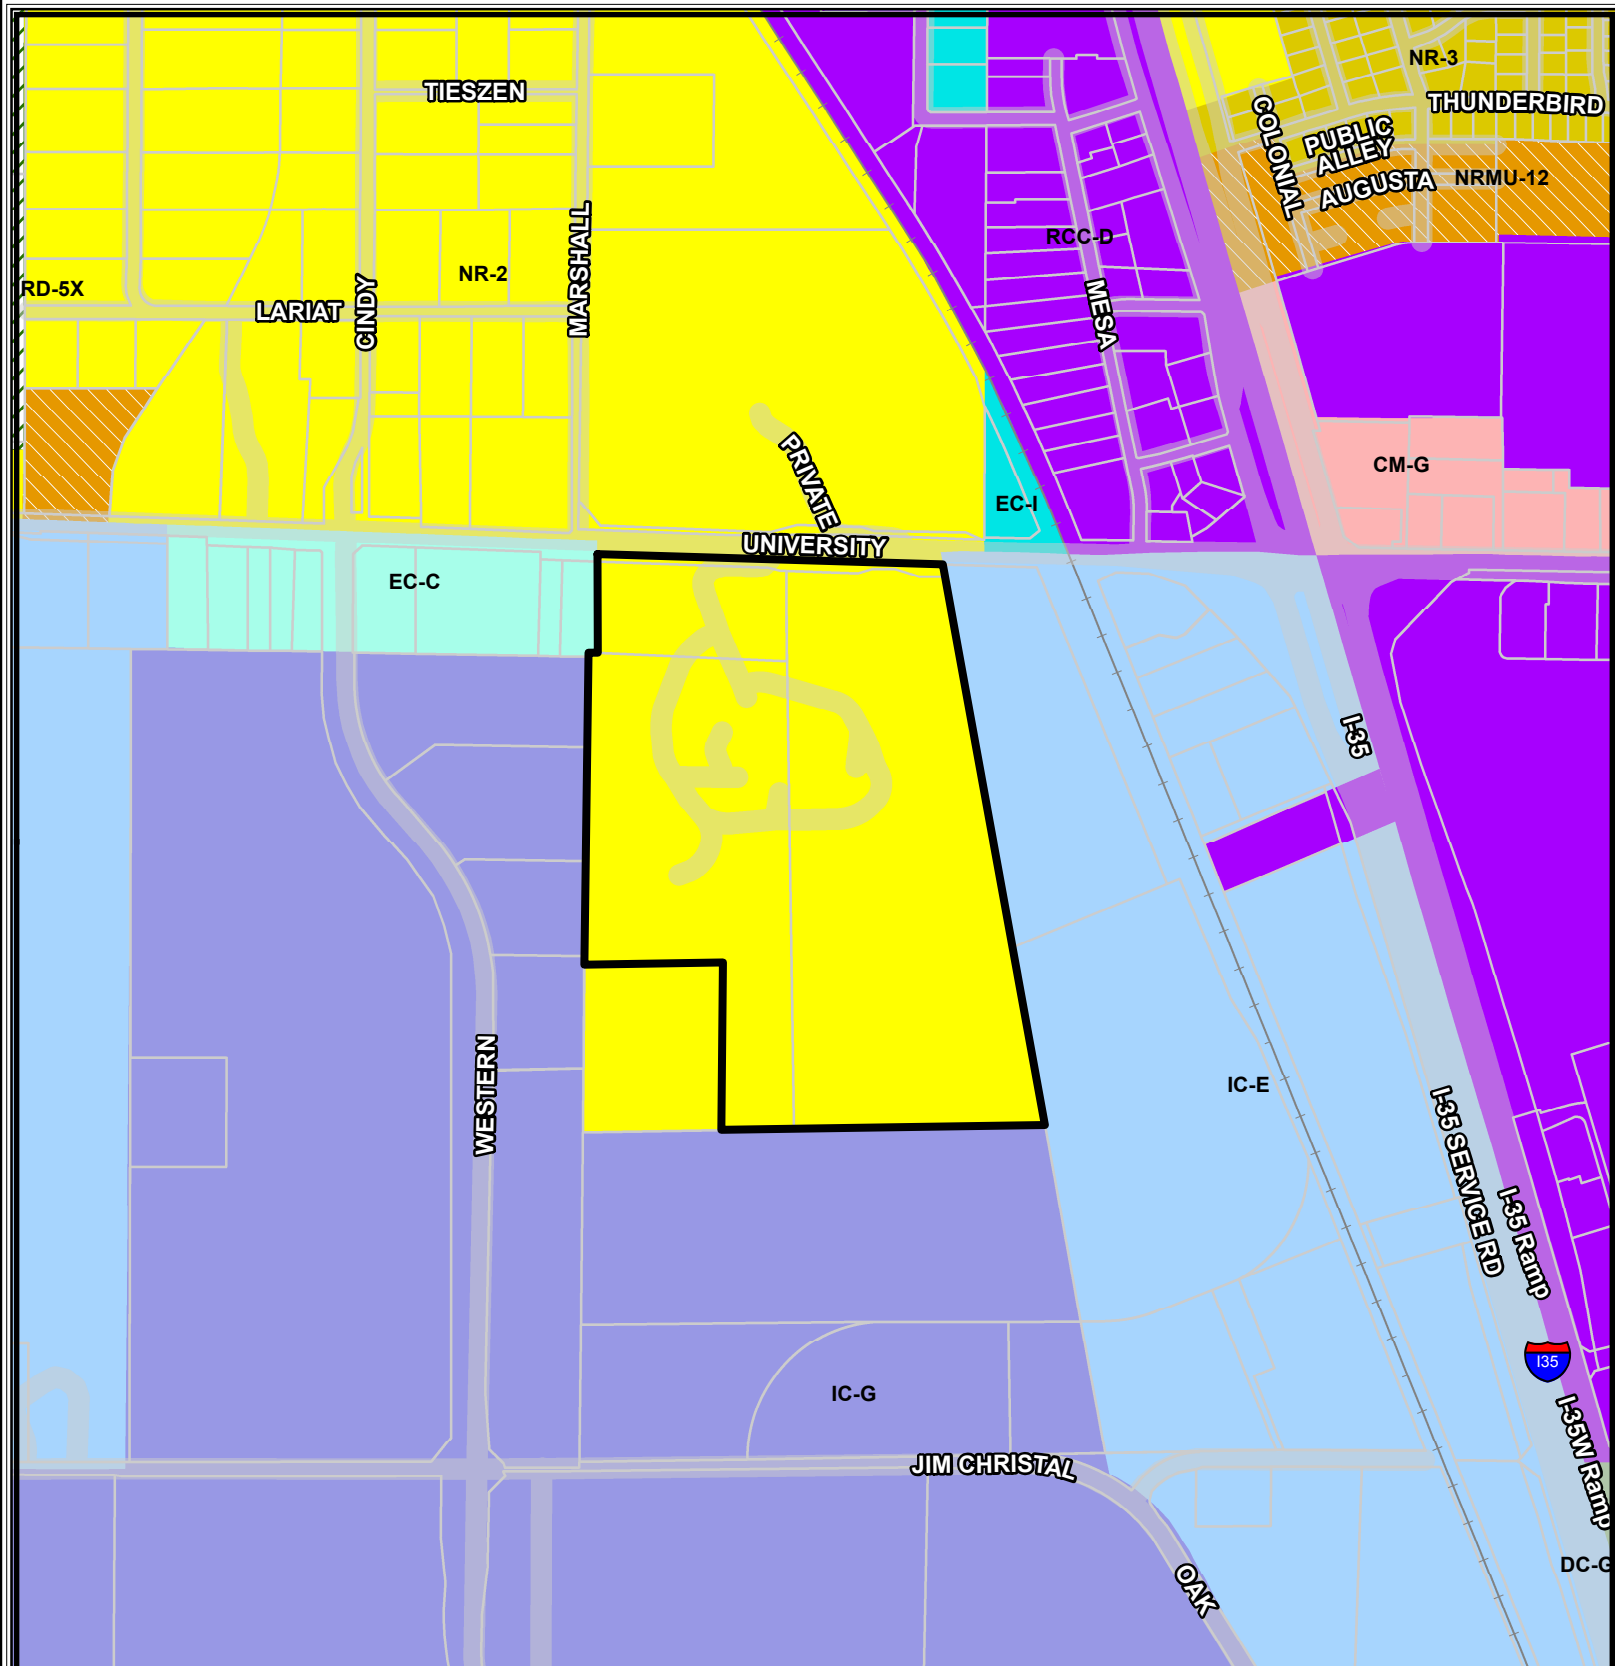 NR-3
TIESZEN
THUNDERBIRD
COLONIAL
PUBLIC
ALLEY
AUGUSTA
NRMU-12
RCC-D
MARSHALL
NR-2
RD-5X
LARIAT
CINDY
MESA
CM-G
PRIVATE
EC-I
UNIVERSITY
EC-C
I-35
WESTERN
IC-E
I-35 SERVICE RD
I-35 Ramp
I35
IC-G
I-35W Ramp
JIM CHRISTAL
OAK
DC-G